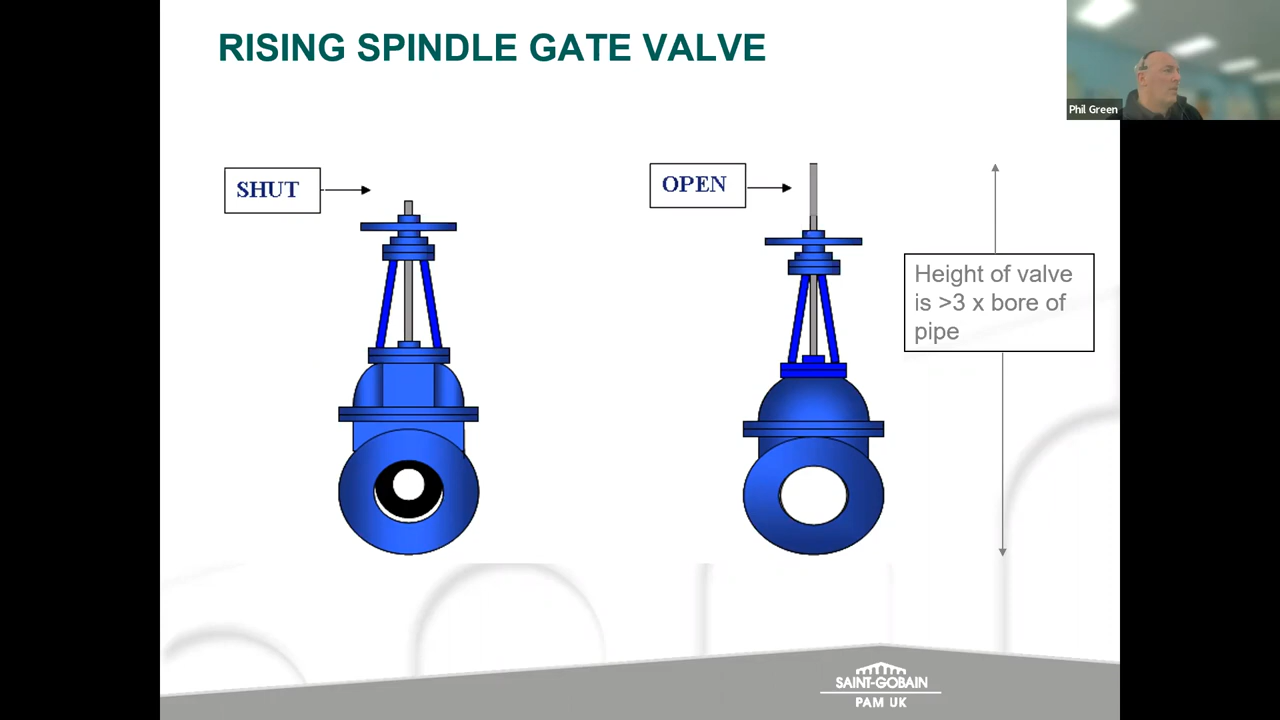 RISING SPINDLE GATE VALVE
Phil Green
SHUT
OPEN
Height of valve
is >3 x bore of
pipe
SAINT-GOBAIN
PAM UK